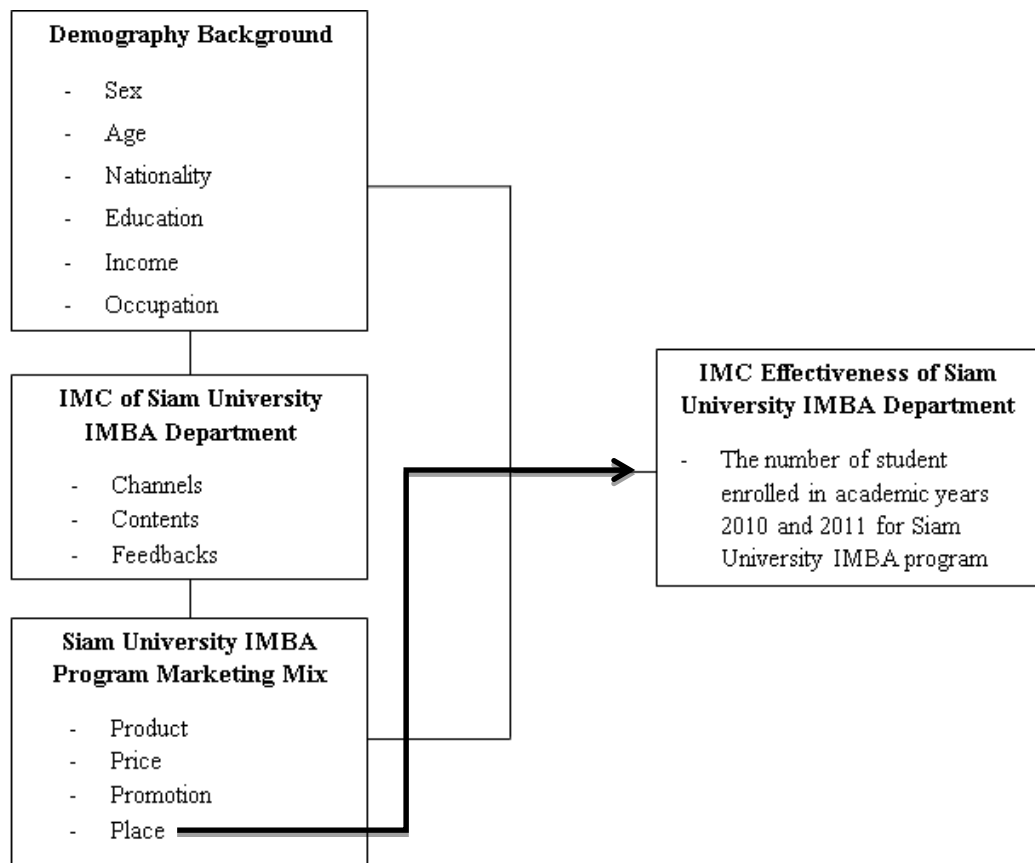 Demography Background
- Sex
- Age
- Nationality
- Education
- Income
- Occupation
IMC of Siam University
IMBA Department
- Channels
- Contents
- Feedbacks
Siam University IMBA
Program Marketing Mix
- Product
- Price
- Promotion
- Place
IMC Effectiveness of Siam
University IMBA Department
- The number of student
enrolled in academic years
2010 and 2011 for Siam
University IMBA program